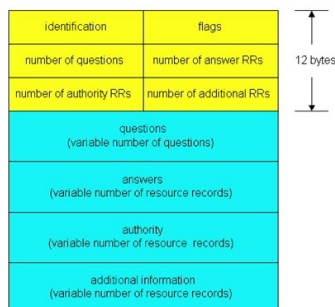 identification flags
number of questions number of answer RRs 12 bytes
number of authority RRs number of additional RRs
questions
(variable number of questions)
answers
(variable number of resource records)
authority
(variable number of resource records)
additional information
(variable number of resource records)